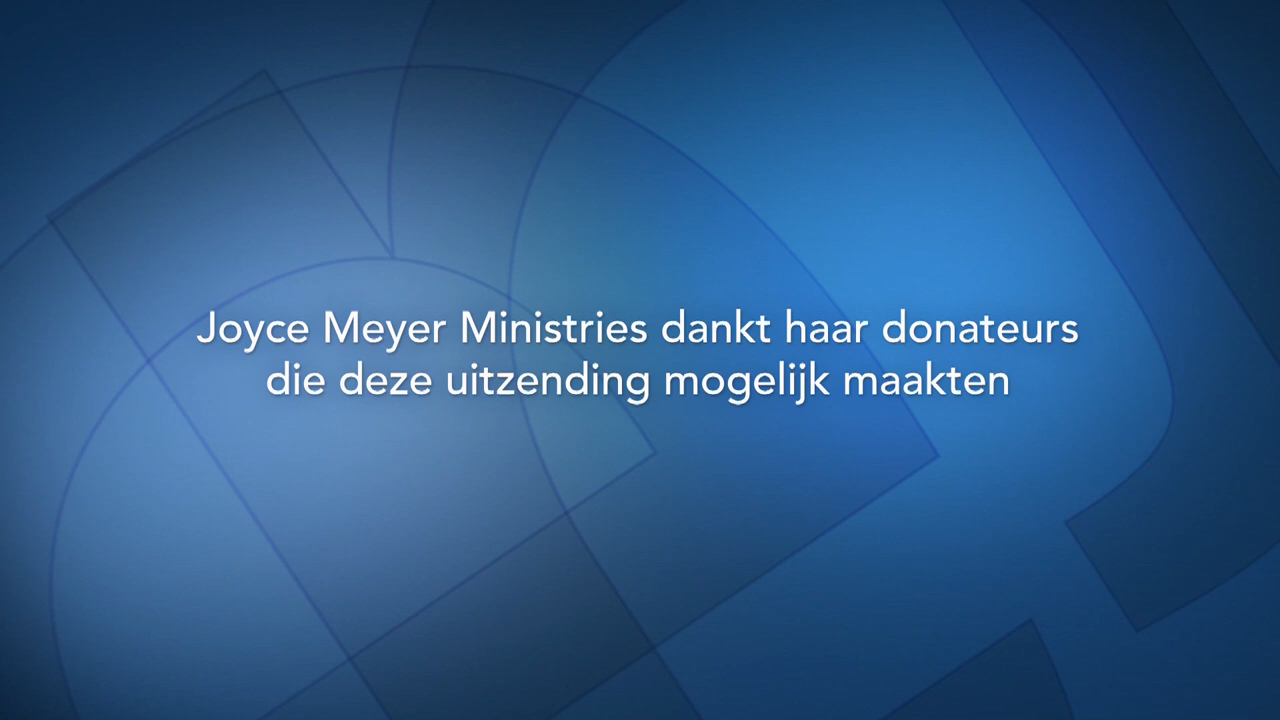 Joyce Meyer Ministries dankt haar donateurs
die deze uitzending mogelijk maakten